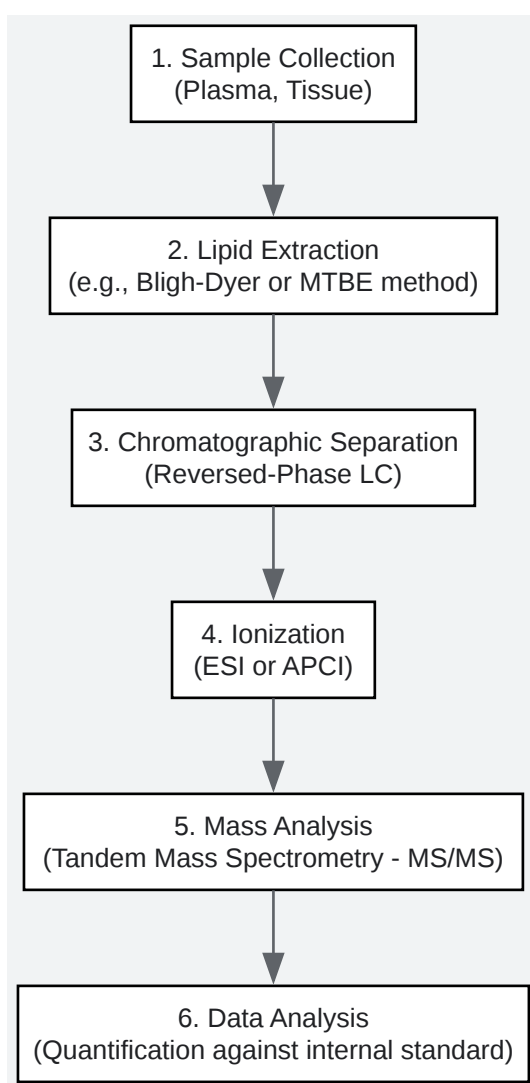 1. Sample Collection
(Plasma, Tissue)
2. Lipid Extraction
(e.g., Bligh-Dyer or MTBE method)
3. Chromatographic Separation
(Reversed-Phase LC)
4. Ionization
(ESI or APCI)
5. Mass Analysis
(Tandem Mass Spectrometry - MS/MS)
6. Data Analysis
(Quantification against internal standard)